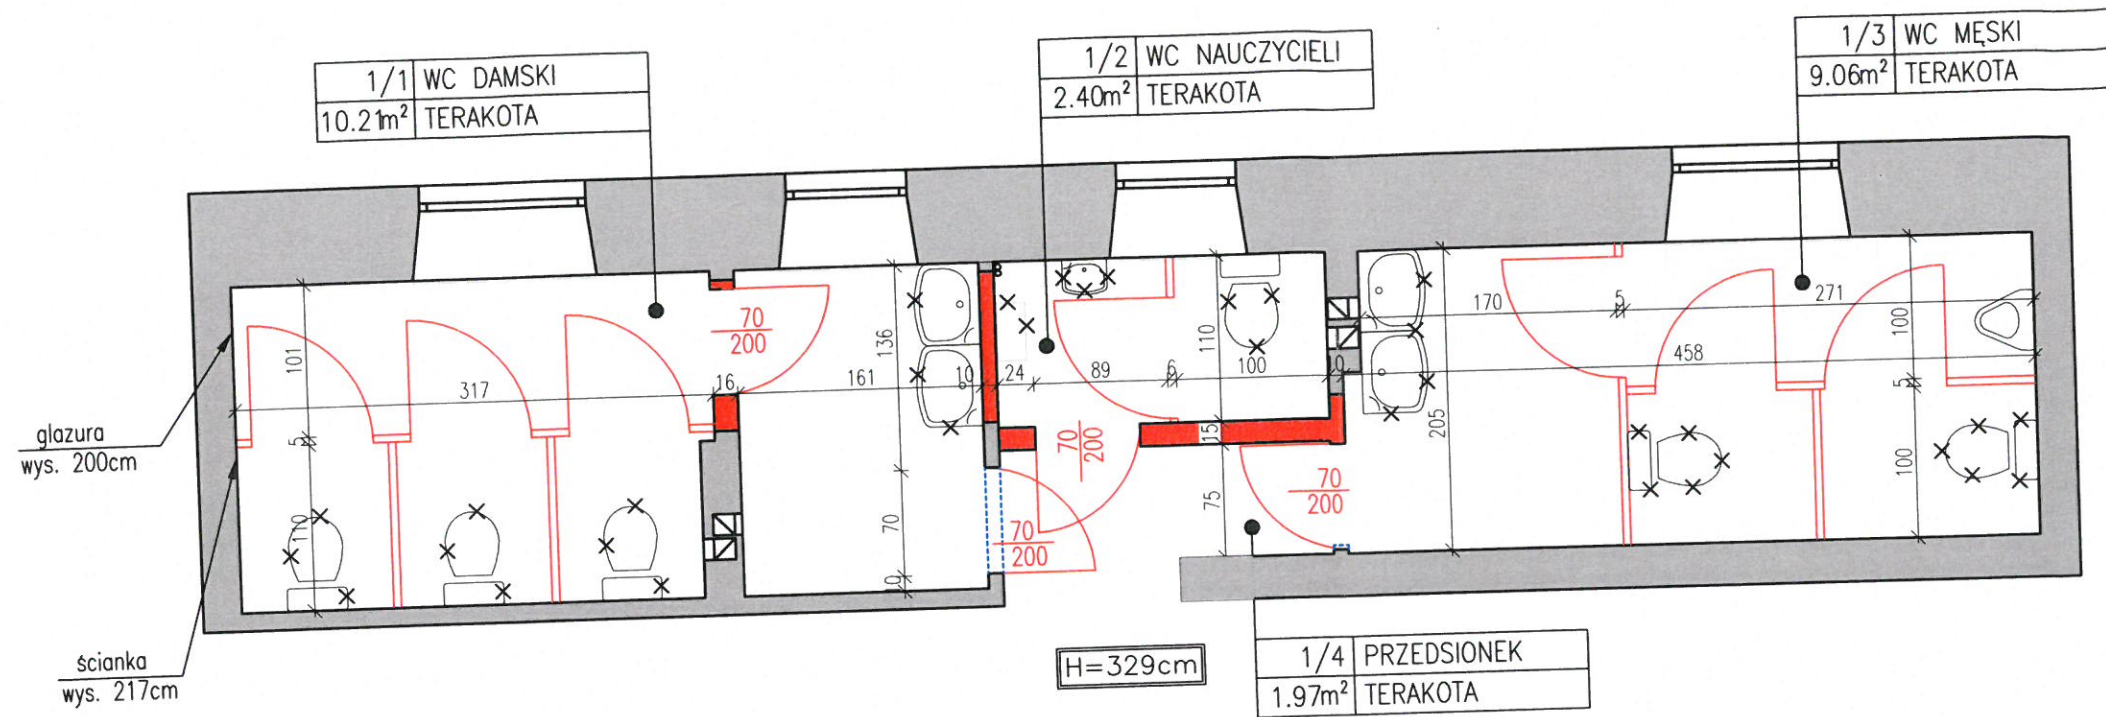 1/1 WC DAMSKI
10.21m² TERAKOTA
1/2 WC NAUCZYCIELI
2.40m² TERAKOTA
1/3 WC MĘSKI
9.06m² TERAKOTA
glazura
wys. 200cm
ścianka
wys. 217cm
101
317
5
110
16
70
200
161
136
10
70
10
70
200
24
89
6
100
110
70
200
15
75
10
70
200
170
5
271
458
205
100
5
100
H=329cm
1/4 PRZEDSIONEK
1.97m² TERAKOTA